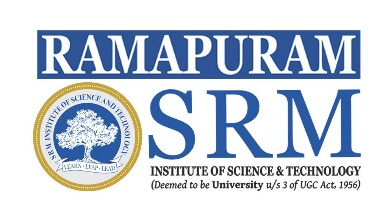 RAMAPURAM
SRM INSTITUTE OF SCIENCE AND TECHNOLOGY
LEARN - LEAP - LEAD
SRM
INSTITUTE OF SCIENCE & TECHNOLOGY
(Deemed to be University u/s 3 of UGC Act, 1956)